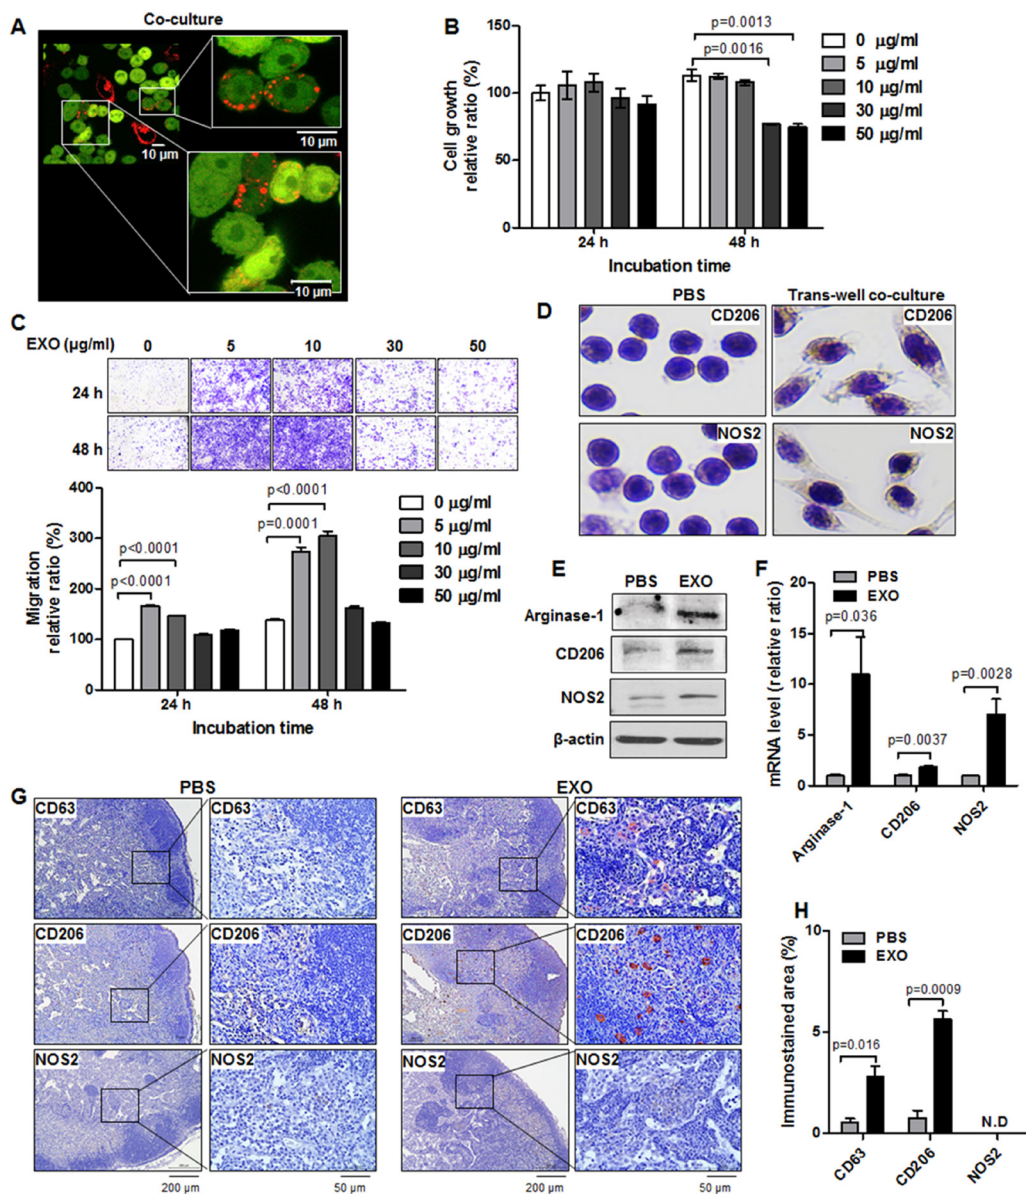 A
Co-culture
10 µm
10 µm
10 µm
B
Cell growth
relative ratio (%)
150
100
50
0
p=0.0013
p=0.0016
0 µg/ml
5 µg/ml
10 µg/ml
30 µg/ml
50 µg/ml
24 h
48 h
Incubation time
C
EXO (µg/ml)
0
5
10
30
50
24 h
48 h
Migration
relative ratio (%)
400
300
200
100
0
p<0.0001
p<0.0001
p<0.0001
p=0.0001
0 µg/ml
5 µg/ml
10 µg/ml
30 µg/ml
50 µg/ml
24 h
48 h
Incubation time
D
PBS
Trans-well co-culture
CD206
CD206
NOS2
NOS2
E
PBS
EXO
Arginase-1
CD206
NOS2
β-actin
F
mRNA level (relative ratio)
20
15
10
5
0
PBS
EXO
p=0.036
p=0.0037
p=0.0028
Arginase-1
CD206
NOS2
G
PBS
EXO
CD63
CD63
CD63
CD63
CD206
CD206
CD206
CD206
NOS2
NOS2
NOS2
NOS2
200 µm
50 µm
200 µm
50 µm
H
Immunostained area (%)
10
5
0
PBS
EXO
p=0.016
p=0.0009
N.D
CD63
CD206
NOS2